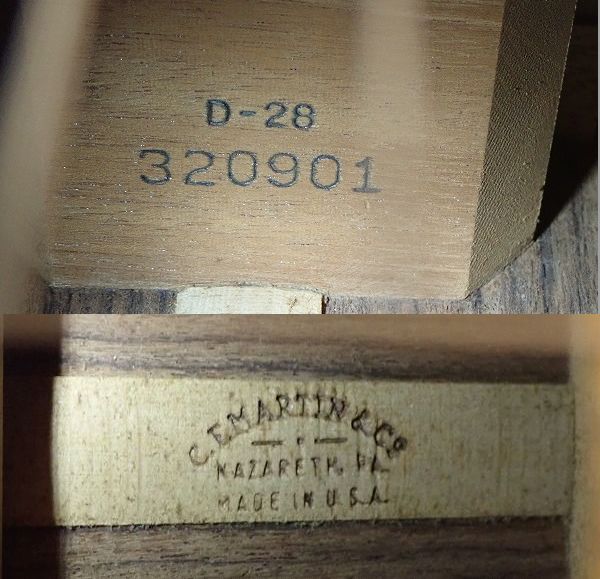 D-28
320901
C.F.MARTIN & Co
NAZARETH, PA.
MADE IN U.S.A.